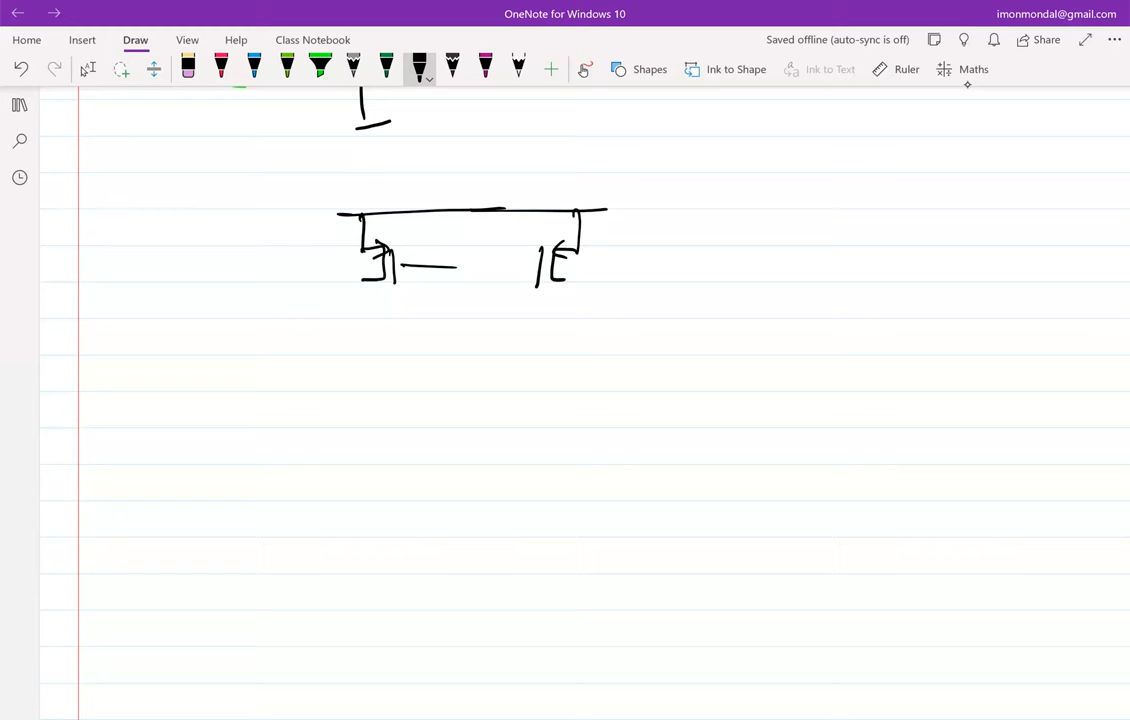 OneNote for Windows 10
imonmondal@gmail.com
Home Insert Draw View Help Class Notebook
Saved offline (auto-sync is off)
Share
Shapes
Ink to Shape
Ink to Text
Ruler
Maths